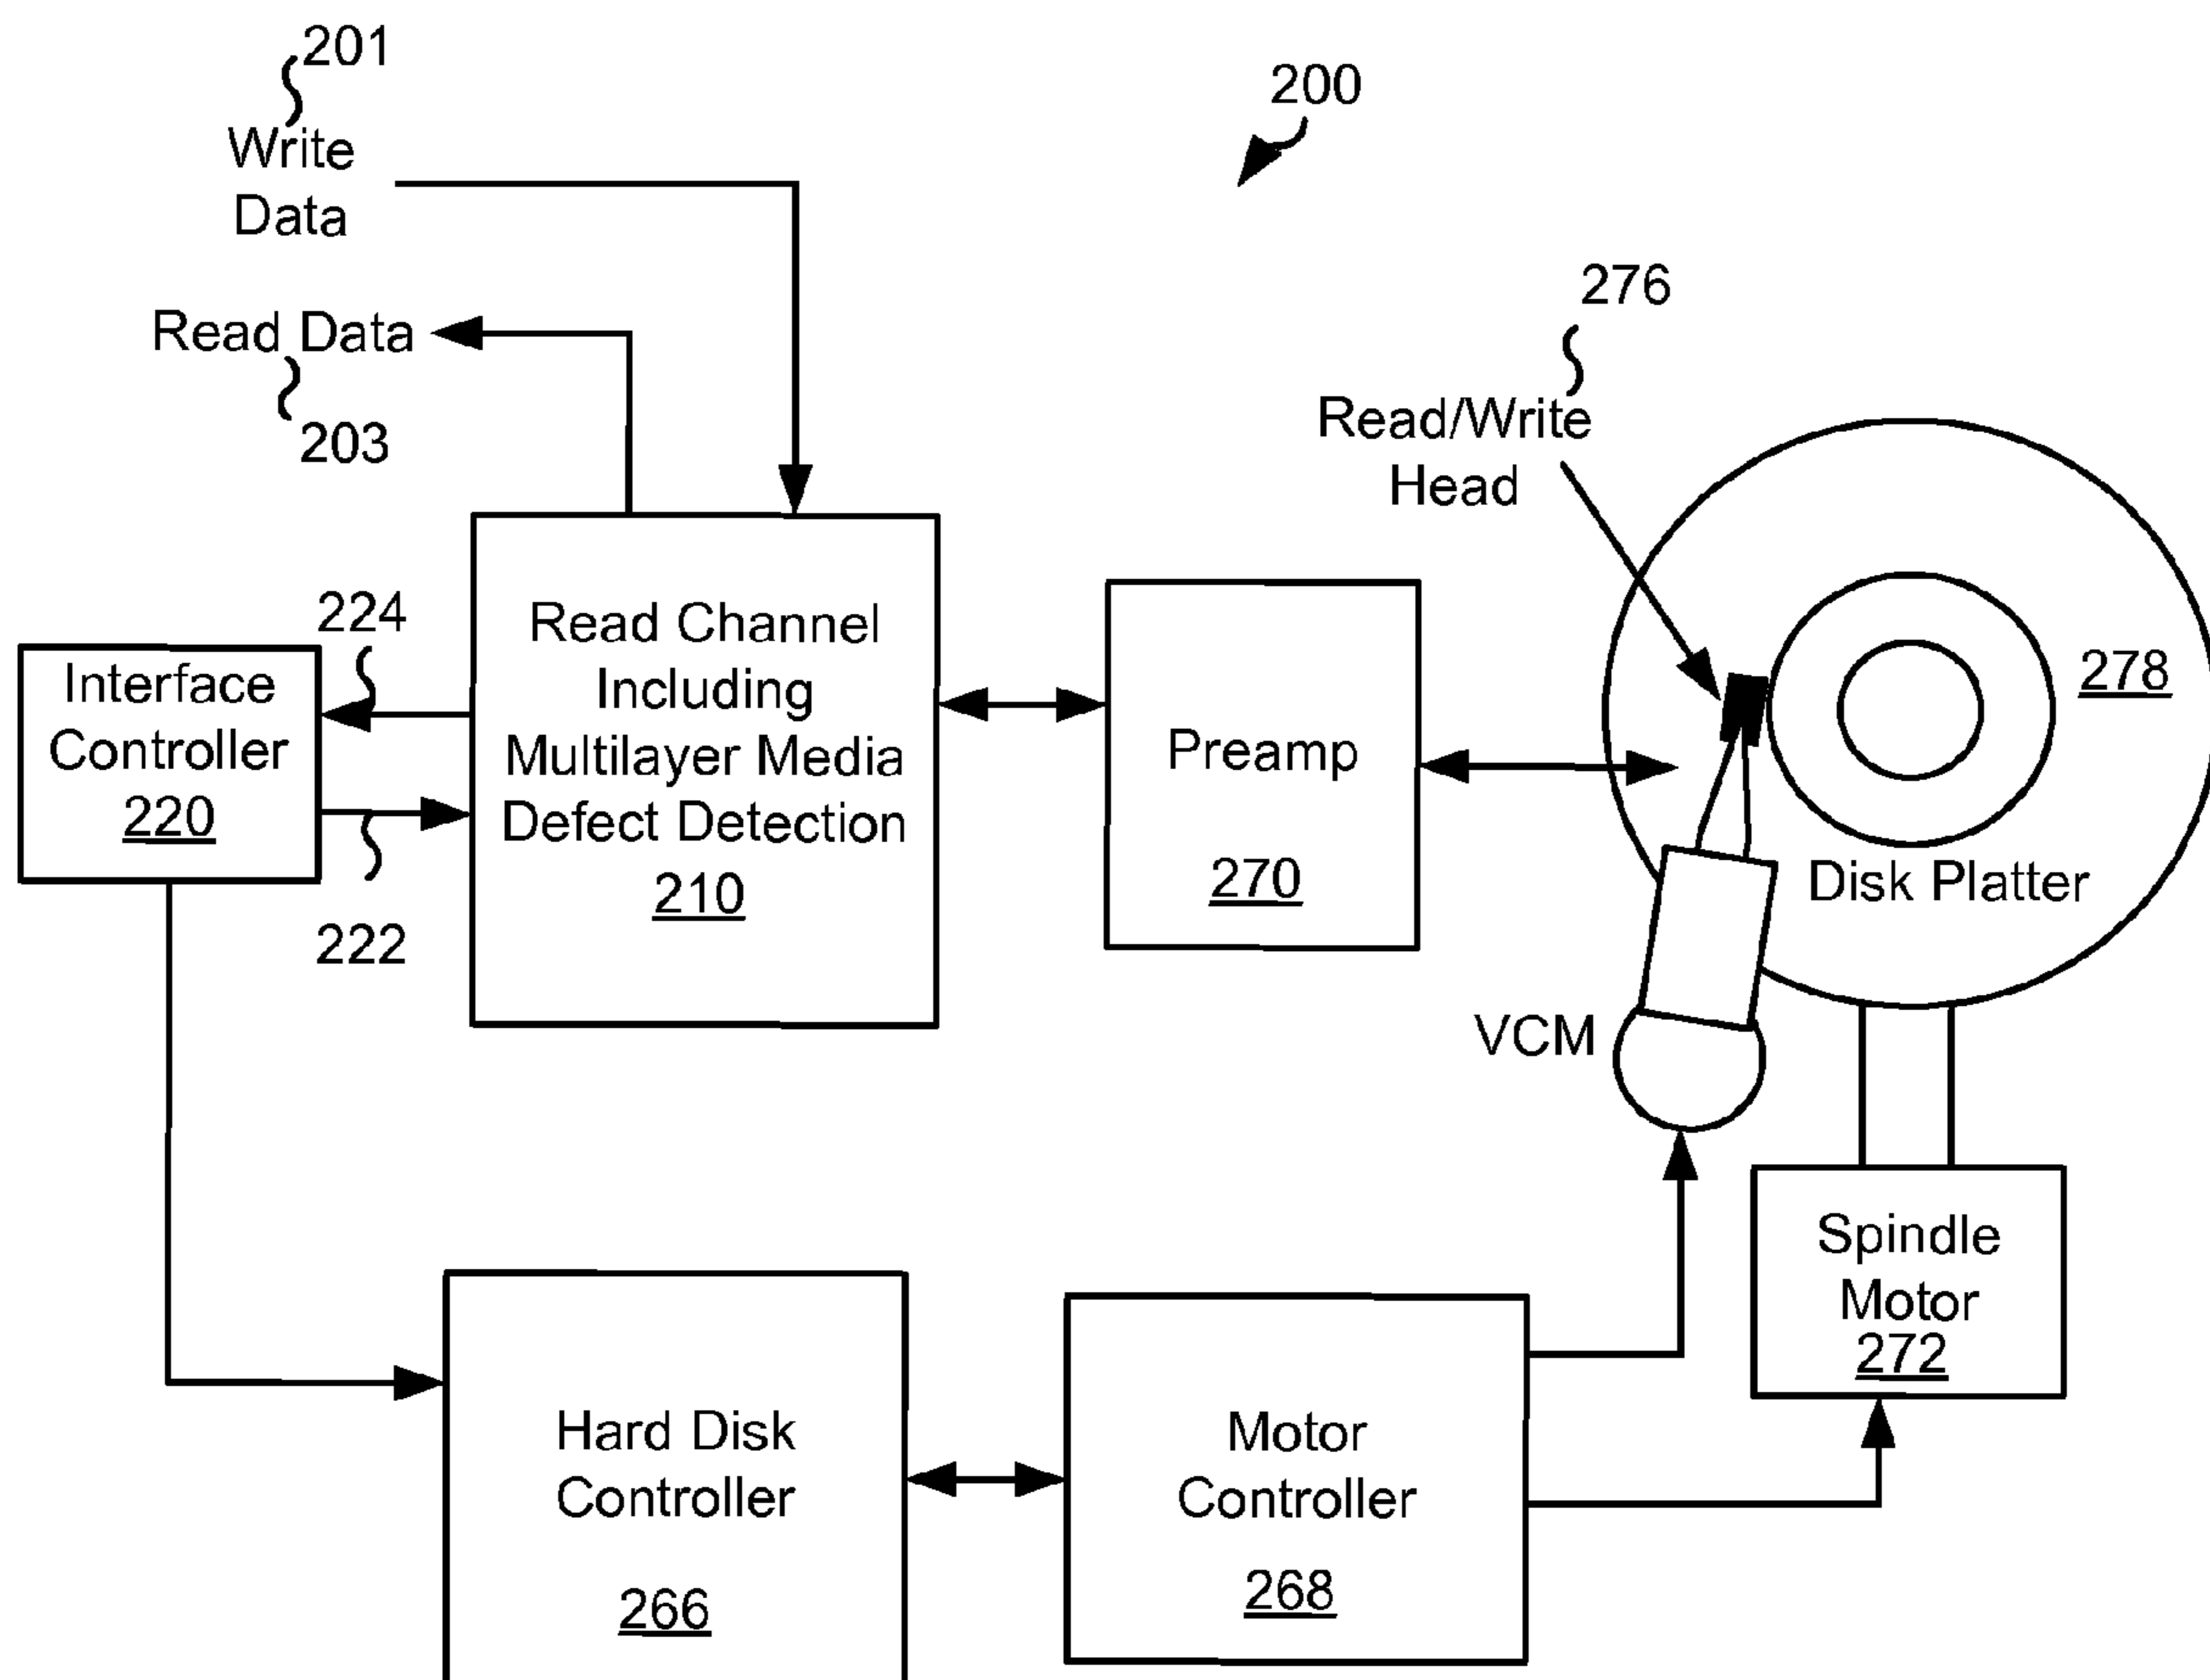 201
Write
Data
200
Read Data
203
276
Read/Write
Head
224
Interface
Controller
220
222
Read Channel
Including
Multilayer Media
Defect Detection
210
Preamp
270
278
Disk Platter
VCM
Spindle
Motor
272
Hard Disk
Controller
266
Motor
Controller
268